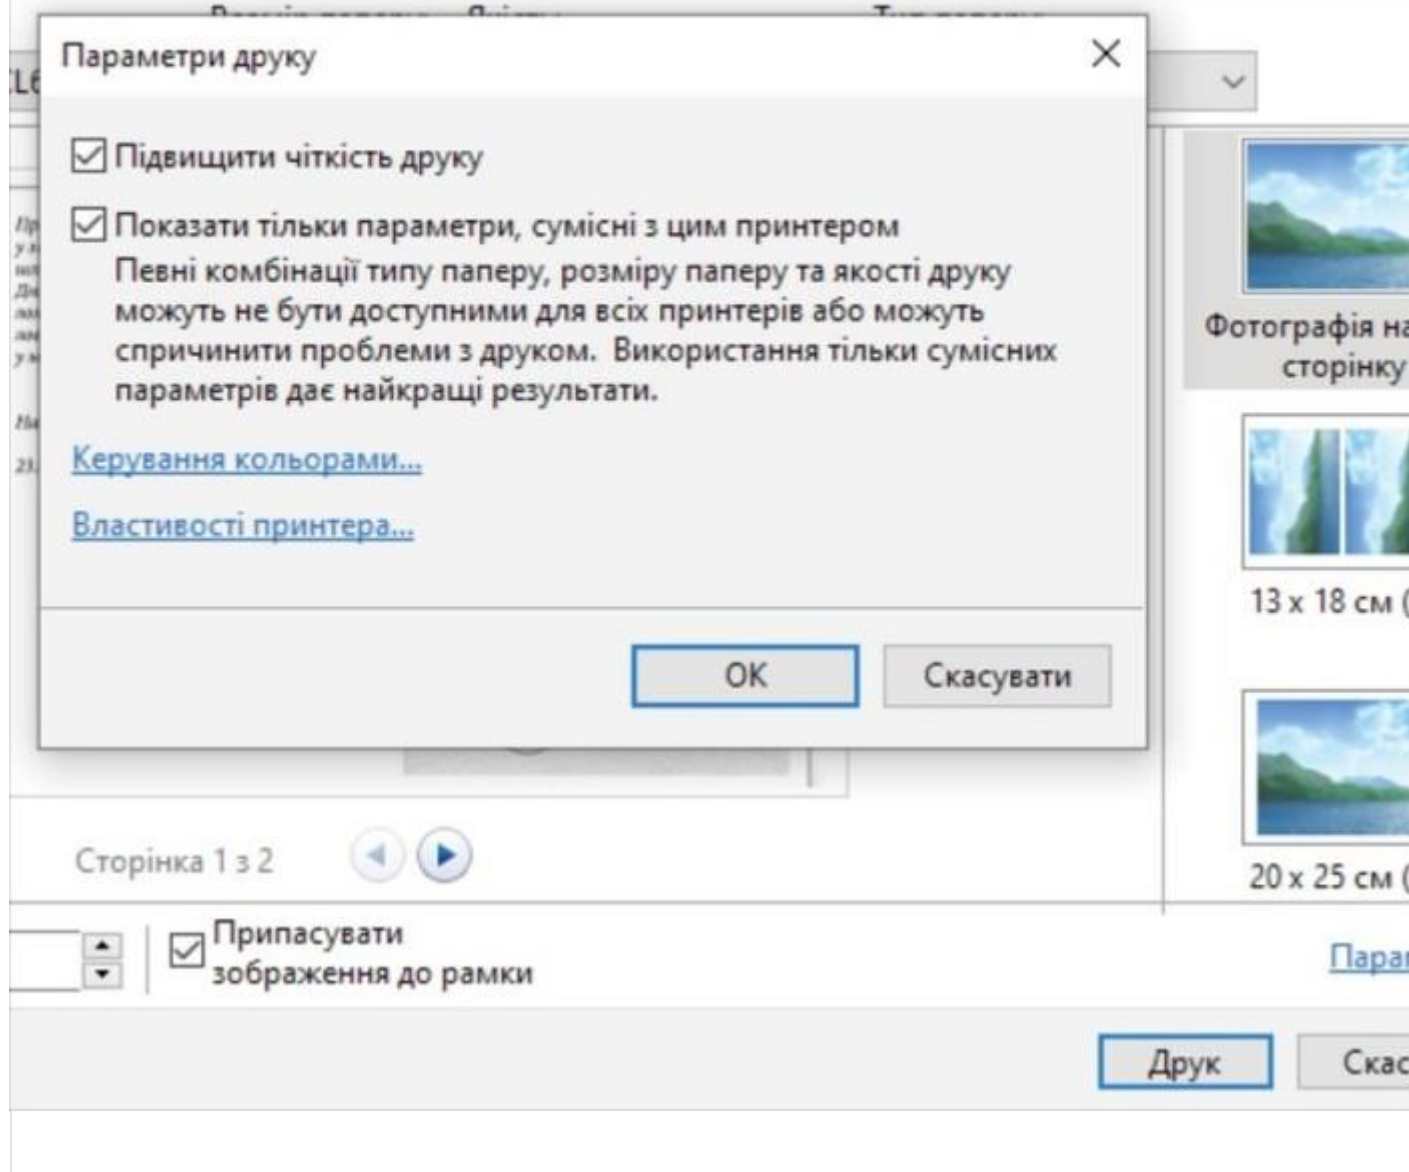 Параметри друку
Підвищити чіткість друку
Показати тільки параметри, сумісні з цим принтером
Певні комбінації типу паперу, розміру паперу та якості друку
можуть не бути доступними для всіх принтерів або можуть
спричинити проблеми з друком.  Використання тільки сумісних
параметрів дає найкращі результати.
Керування кольорами...
Властивості принтера...
ОК
Скасувати
Фотографія на
сторінку
13 x 18 см (
20 x 25 см (
Сторінка 1 з 2
Припасувати
зображення до рамки
Друк